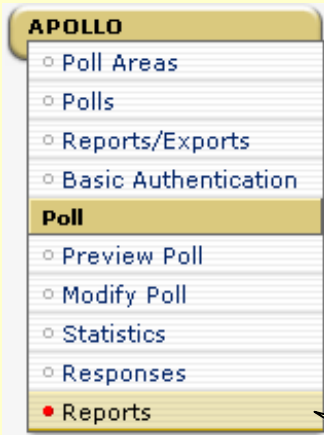 APOLLO
Poll Areas
Polls
Reports/Exports
Basic Authentication
Poll
Preview Poll
Modify Poll
Statistics
Responses
Reports